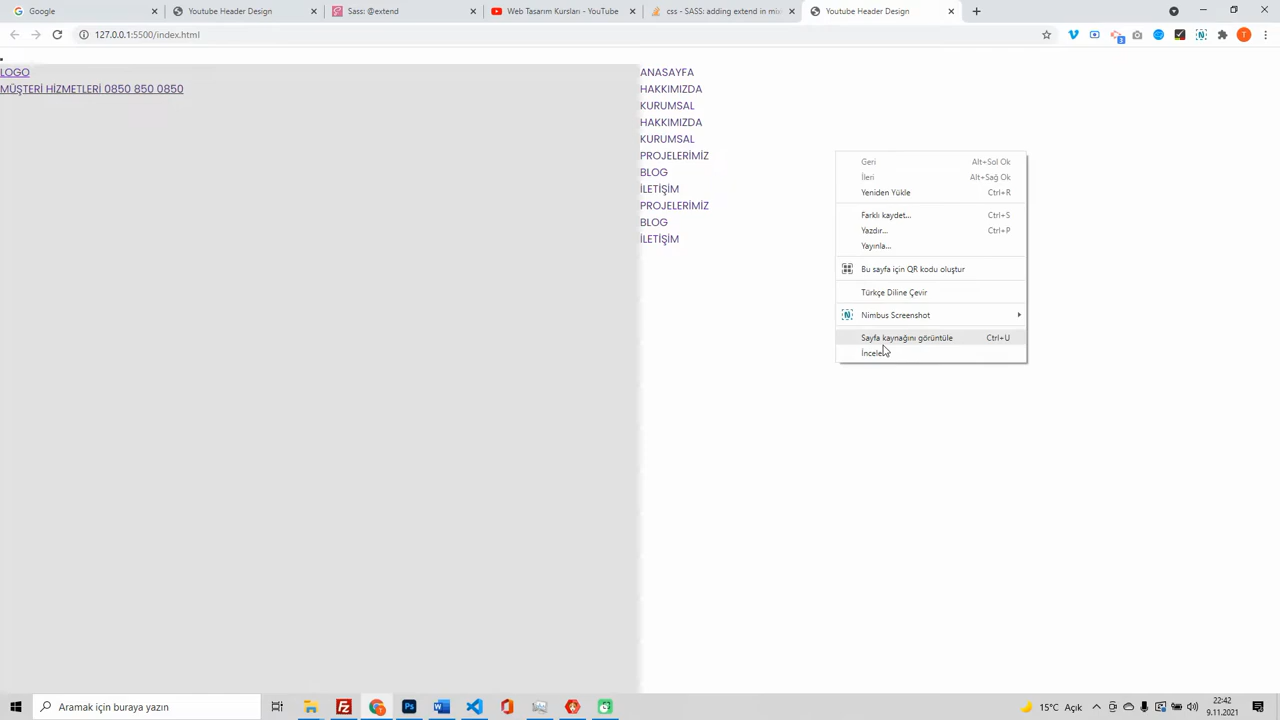 Google
Youtube Header Design
Sass: @extend
Web Tasarım Kursları - YouTube
css - SASS: adding extend in mixi
Youtube Header Design
127.0.0.1:5500/index.html
3
T
LOGO
MÜŞTERİ HİZMETLERİ 0850 850 0850
ANASAYFA
HAKKIMIZDA
KURUMSAL
HAKKIMIZDA
KURUMSAL
PROJELERİMİZ
BLOG
İLETİŞİM
PROJELERİMİZ
BLOG
İLETİŞİM
Geri Alt+Sol Ok
İleri Alt+Sağ Ok
Yeniden Yükle Ctrl+R
Farklı kaydet... Ctrl+S
Yazdır... Ctrl+P
Yayınla...
Bu sayfa için QR kodu oluştur
Türkçe Diline Çevir
N Nimbus Screenshot
Sayfa kaynağını görüntüle Ctrl+U
İncele
Aramak için buraya yazın
Fz
Ps
W
15°C Açık
22:42
9.11.2021